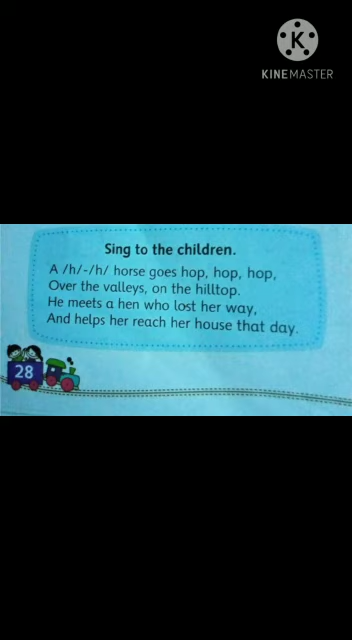 K
KINEMASTER
Sing to the children.
A /h/-/h/ horse goes hop, hop, hop,
Over the valleys, on the hilltop.
He meets a hen who lost her way,
And helps her reach her house that day.
28